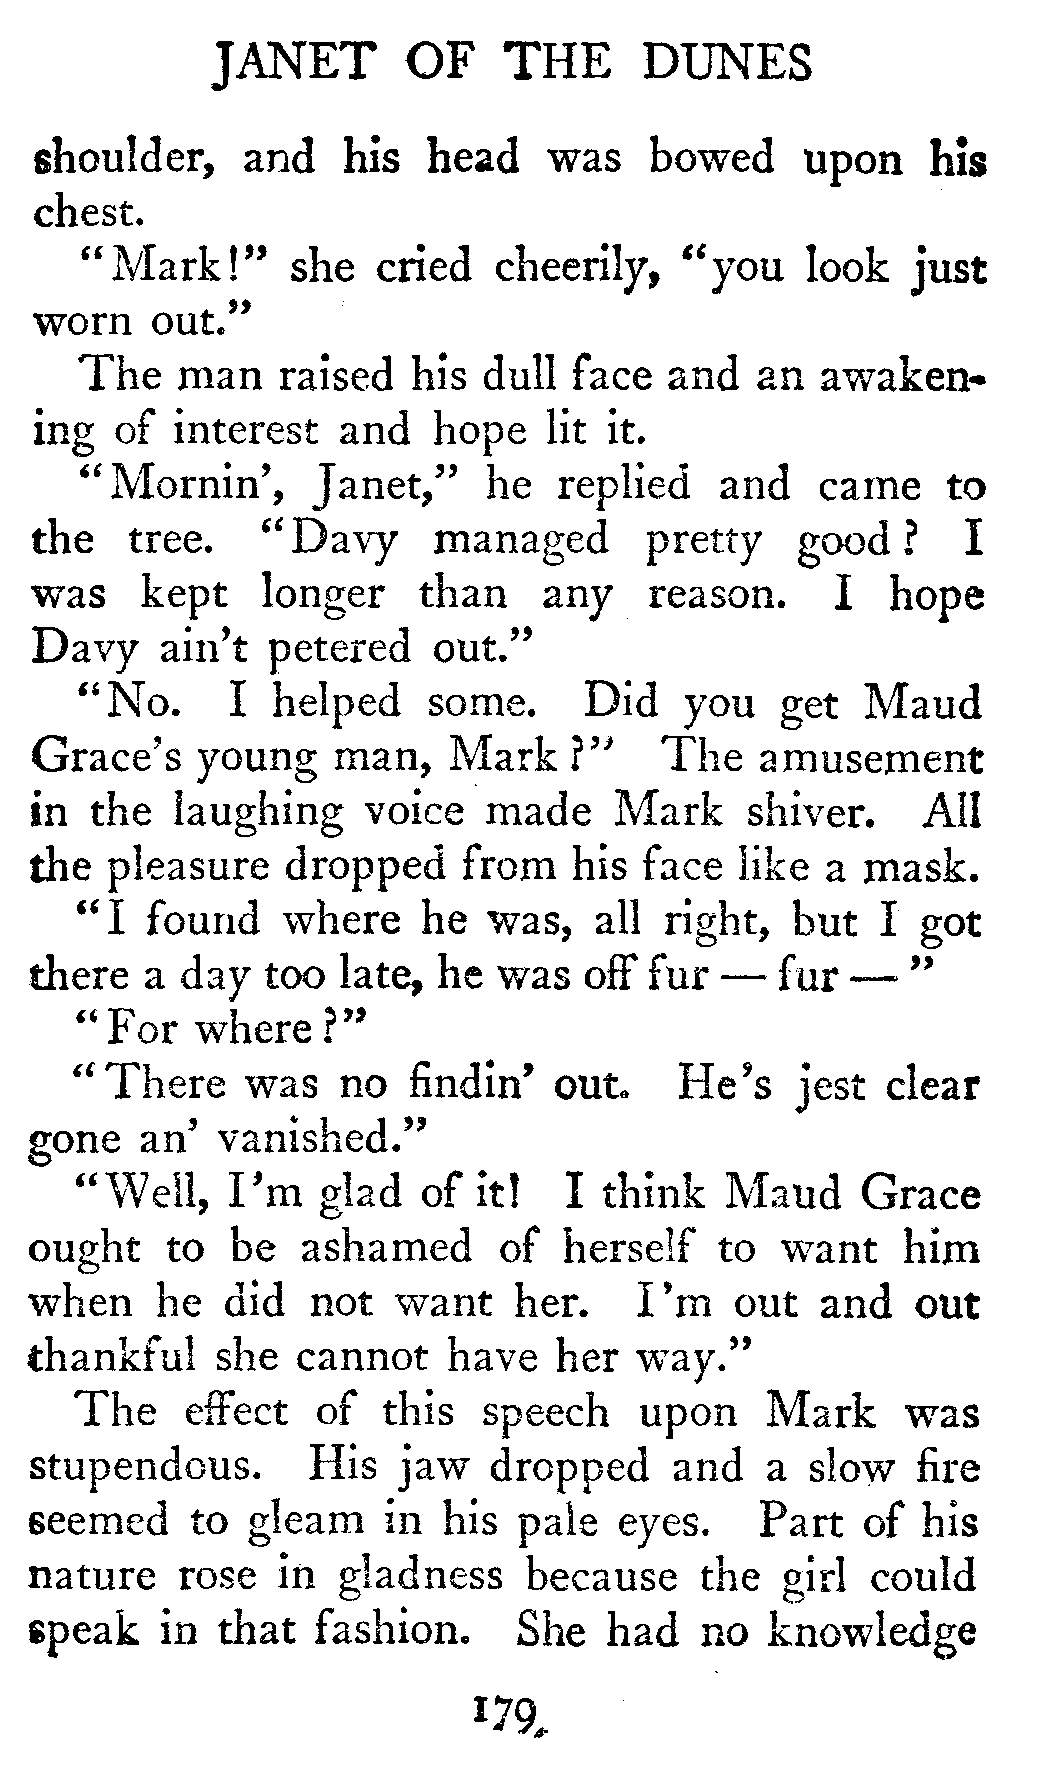 JANET OF THE DUNES
shoulder, and his head was bowed upon his
chest.
"Mark!" she cried cheerily, "you look just
worn out."
The man raised his dull face and an awaken-
ing of interest and hope lit it.
"Mornin', Janet," he replied and came to
the tree. "Davy managed pretty good? I
was kept longer than any reason. I hope
Davy ain't petered out."
"No. I helped some. Did you get Maud
Grace's young man, Mark?" The amusement
in the laughing voice made Mark shiver. All
the pleasure dropped from his face like a mask.
"I found where he was, all right, but I got
there a day too late, he was off fur — fur —"
"For where?"
"There was no findin' out. He's jest clear
gone an' vanished."
"Well, I'm glad of it! I think Maud Grace
ought to be ashamed of herself to want him
when he did not want her. I'm out and out
thankful she cannot have her way."
The effect of this speech upon Mark was
stupendous. His jaw dropped and a slow fire
seemed to gleam in his pale eyes. Part of his
nature rose in gladness because the girl could
speak in that fashion. She had no knowledge
179